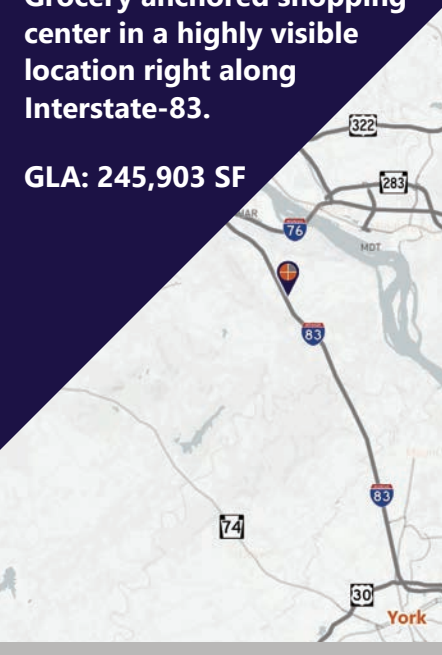 Grocery anchored shopping
center in a highly visible
location right along
Interstate-83.
GLA: 245,903 SF
322
283
76
MDT
83
83
74
30
York